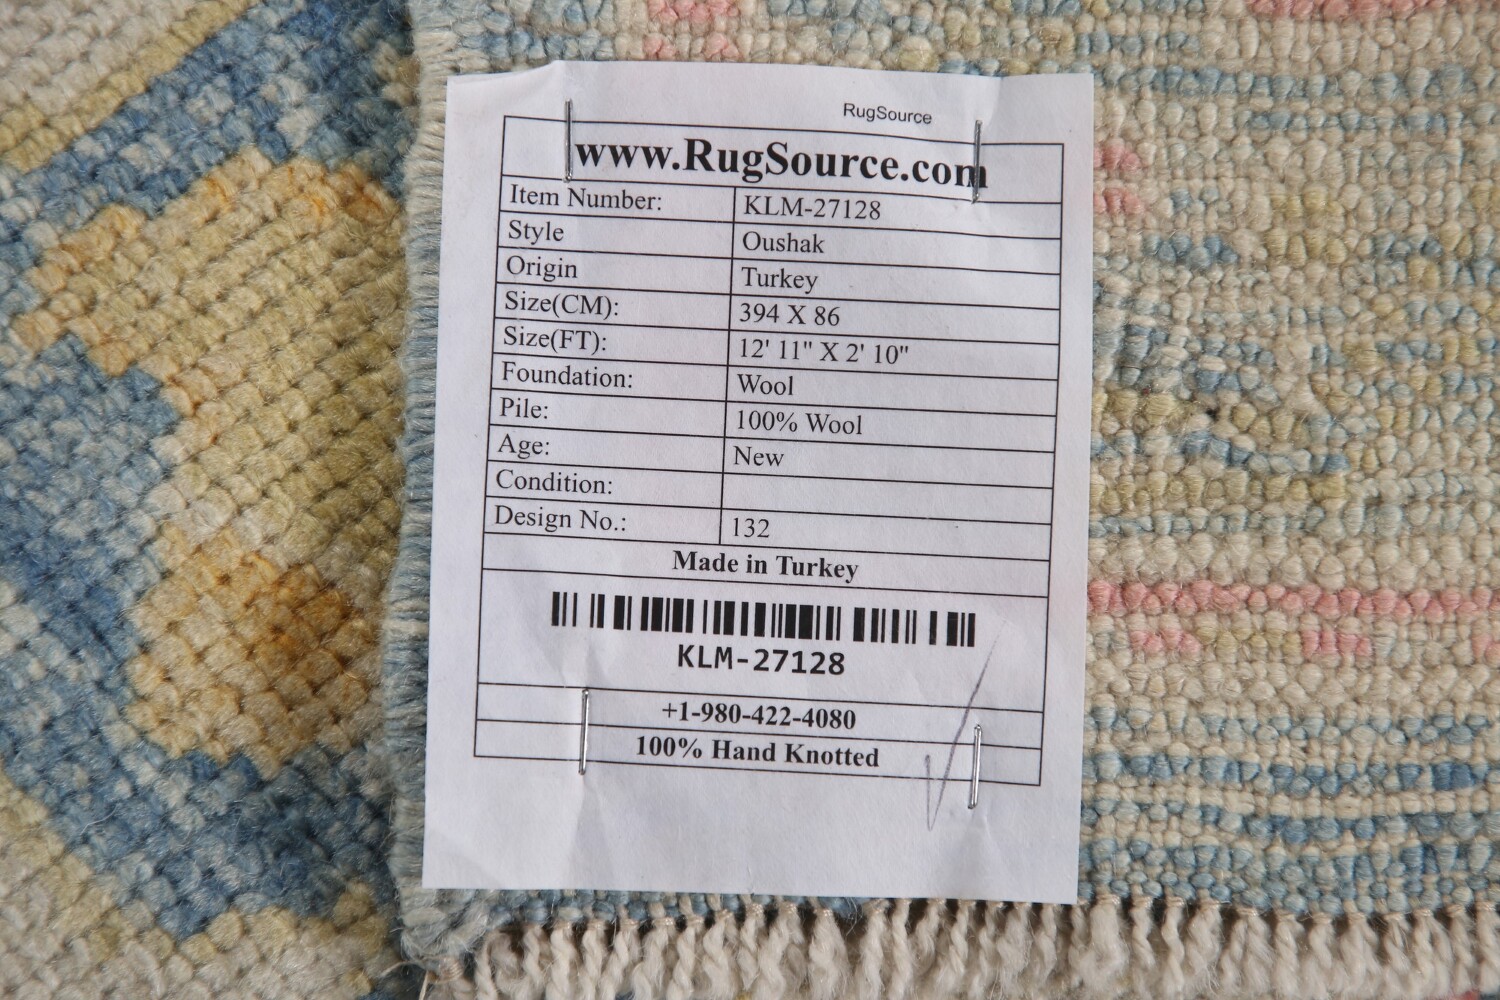 RugSource
www.RugSource.com
Item Number: KLM-27128
Style Oushak
Origin Turkey
Size(CM): 394 X 86
Size(FT): 12' 11" X 2' 10"
Foundation: Wool
Pile: 100% Wool
Age: New
Condition:
Design No.: 132
Made in Turkey
KLM-27128
+1-980-422-4080
100% Hand Knotted